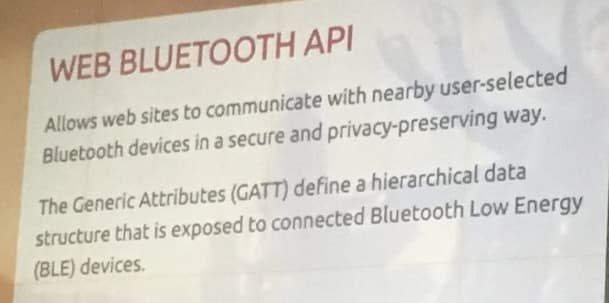 WEB BLUETOOTH API
Allows web sites to communicate with nearby user-selected
Bluetooth devices in a secure and privacy-preserving way.
The Generic Attributes (GATT) define a hierarchical data
structure that is exposed to connected Bluetooth Low Energy
(BLE) devices.